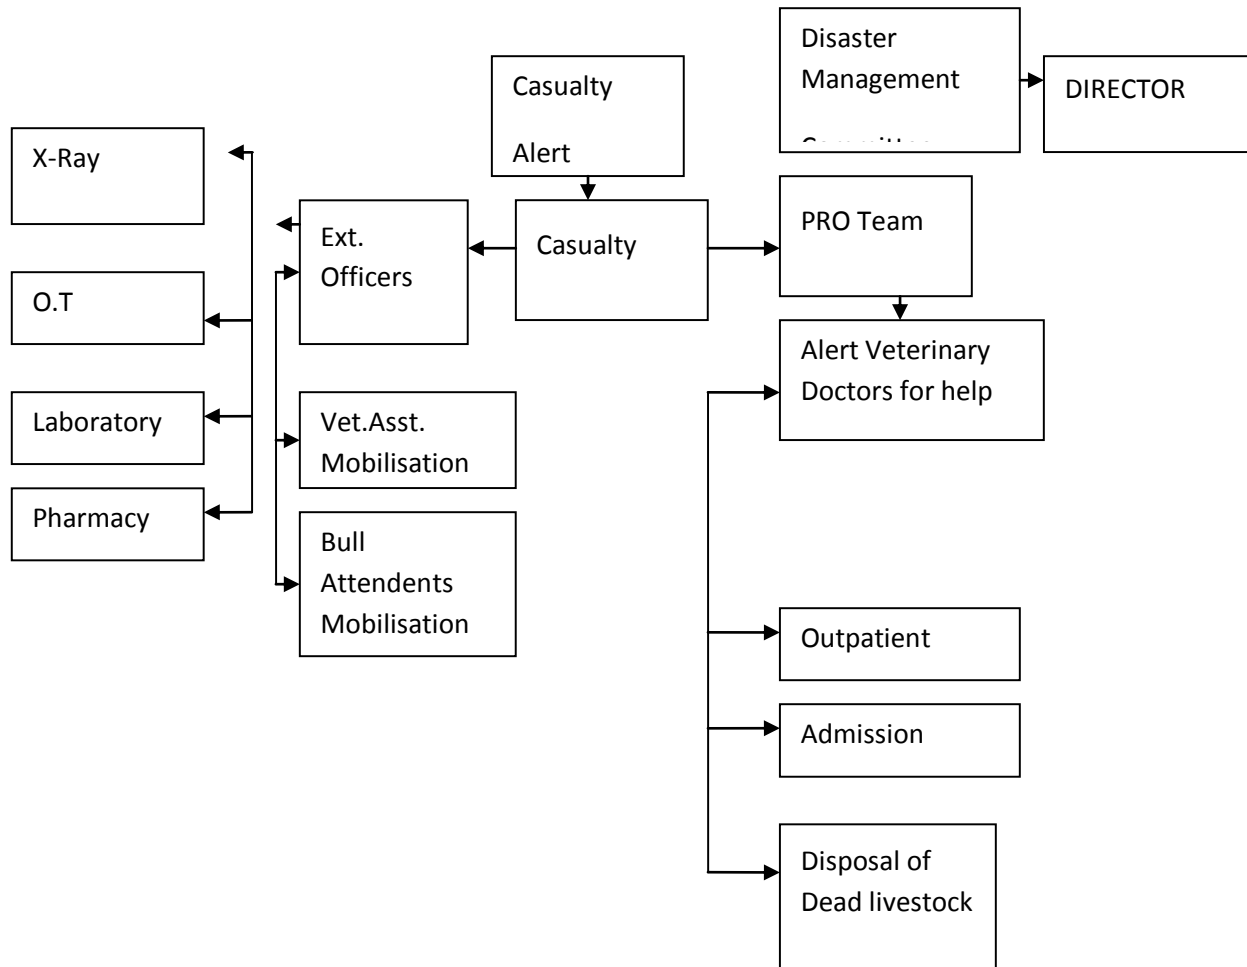 Disaster
Management
DIRECTOR
Casualty
Alert
X-Ray
Ext.
Officers
Casualty
PRO Team
O.T
Alert Veterinary
Doctors for help
Laboratory
Vet.Asst.
Mobilisation
Pharmacy
Bull
Attendents
Mobilisation
Outpatient
Admission
Disposal of
Dead livestock